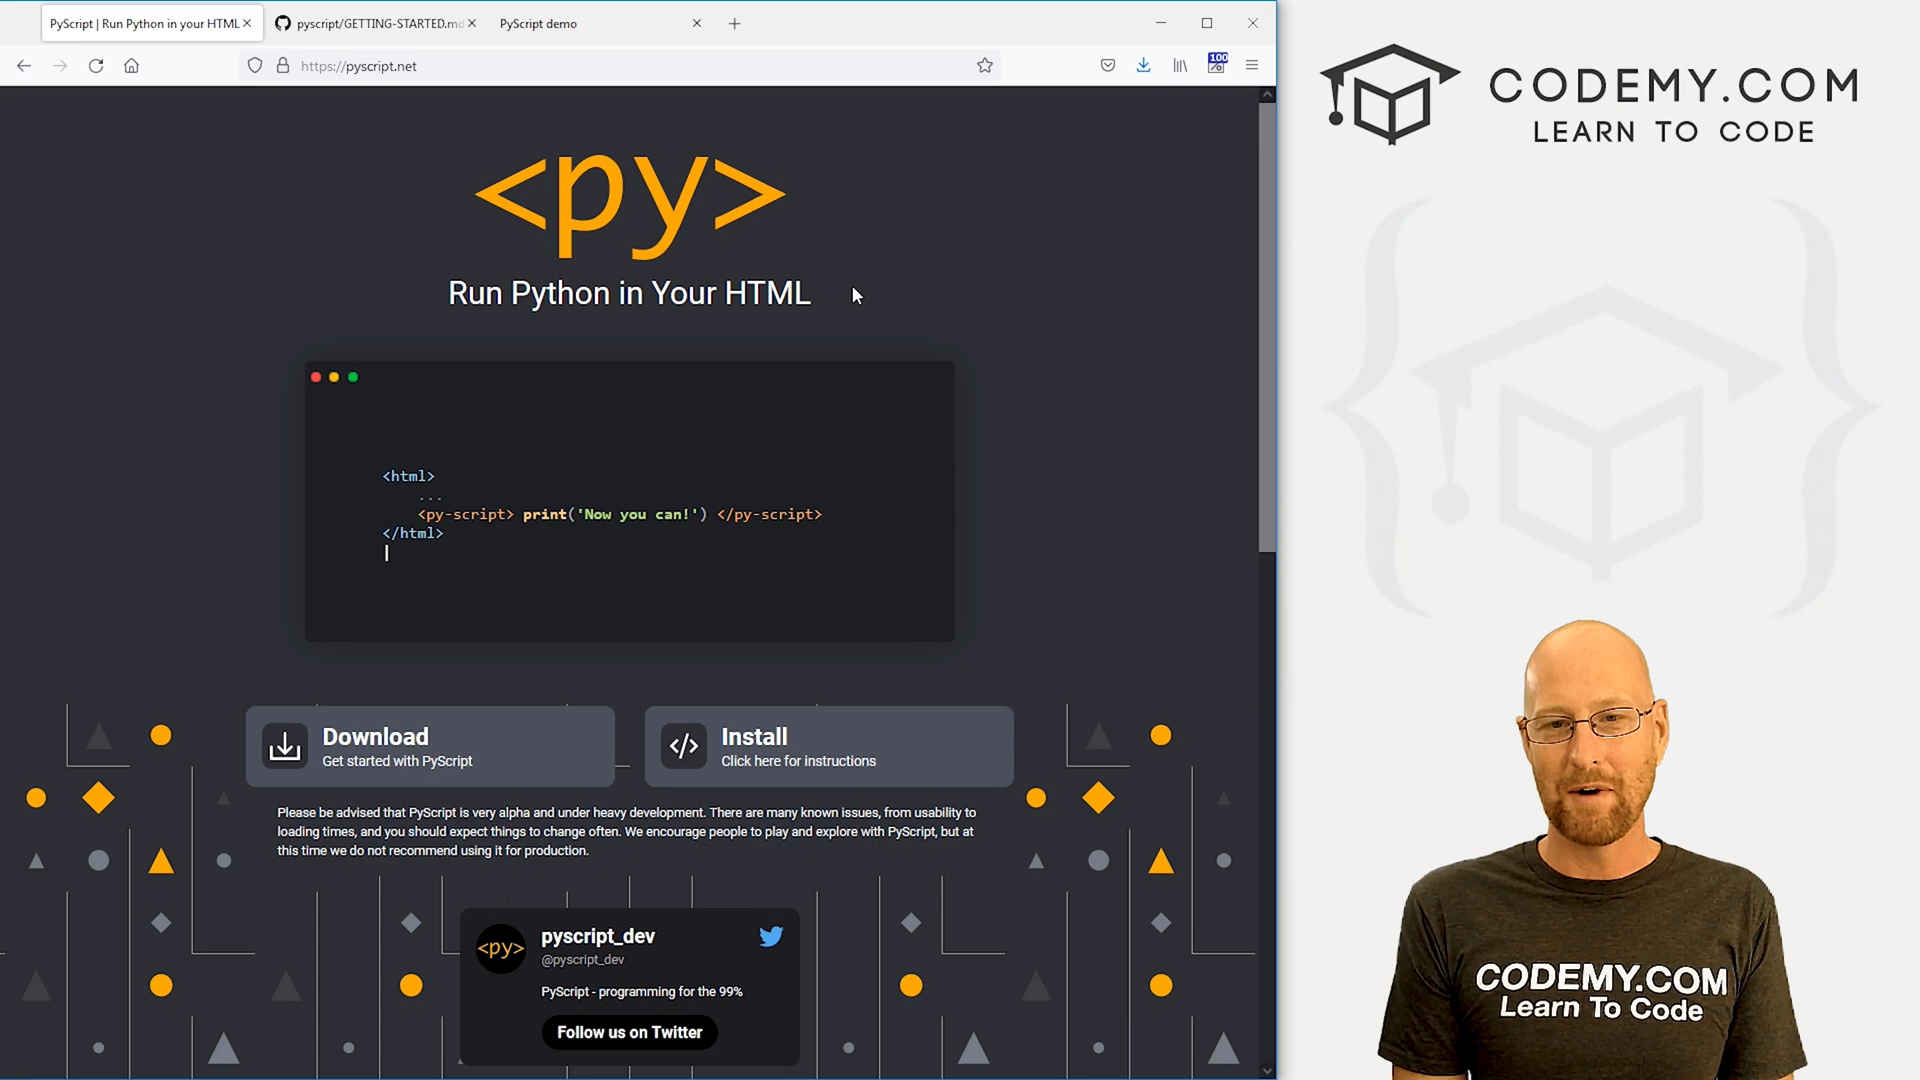 PyScript | Run Python in your HTML
pyscript/GETTING-STARTED.md
PyScript demo
https://pyscript.net
100
<py>
Run Python in Your HTML
<html>
...
<py-script> print('Now you can!') </py-script>
</html>
Download
Get started with PyScript
Install
Click here for instructions
Please be advised that PyScript is very alpha and under heavy development. There are many known issues, from usability to
loading times, and you should expect things to change often. We encourage people to play and explore with PyScript, but at
this time we do not recommend using it for production.
<py>
pyscript_dev
@pyscript_dev
PyScript - programming for the 99%
Follow us on Twitter
CODEMY.COM
LEARN TO CODE
CODEMY.COM
Learn To Code